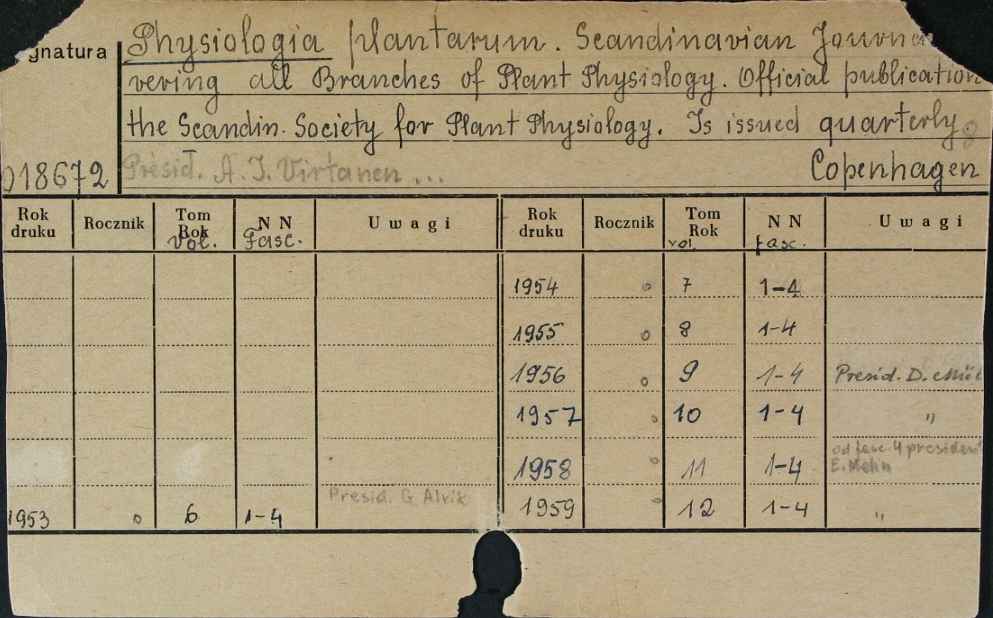 gnatura
Physiologia plantarum. Scandinavian Journa
vering all Branches of Plant Physiology. Official publication
the Scandin. Society for Plant Physiology. Is issued quarterly
018672 Presid. A. I. Virtanen ... Copenhagen
Rok druku Rocznik Tom Rok vol. NN Fasc. Uwagi Rok druku Rocznik Tom Rok vol. NN fasc. Uwagi
1954 o 7 1-4
1955 o 8 1-4
1956 o 9 1-4 Presid. D.
1957 o 10 1-4 "
1958 o 11 1-4 od fasc. 4 president E.
Presid. G Alvik
1953 o 6 1-4 1959 o 12 1-4 "